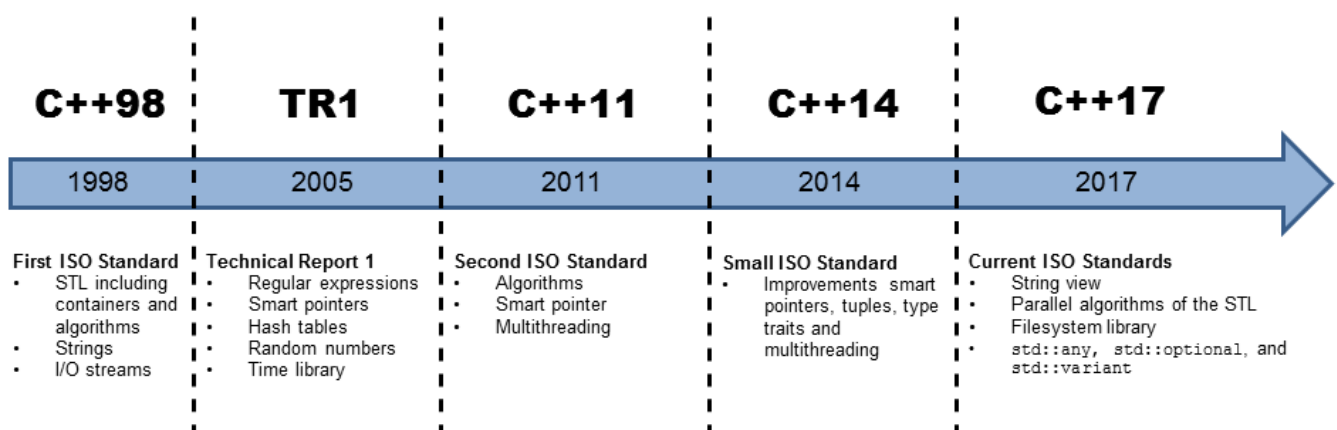 C++98
TR1
C++11
C++14
C++17
1998
2005
2011
2014
2017
First ISO Standard
• STL including
containers and
algorithms
• Strings
• I/O streams
Technical Report 1
• Regular expressions
• Smart pointers
• Hash tables
• Random numbers
• Time library
Second ISO Standard
• Algorithms
• Smart pointer
• Multithreading
Small ISO Standard
• Improvements smart
pointers, tuples, type
traits and
multithreading
Current ISO Standards
• String view
• Parallel algorithms of the STL
• Filesystem library
• std::any, std::optional, and
std::variant